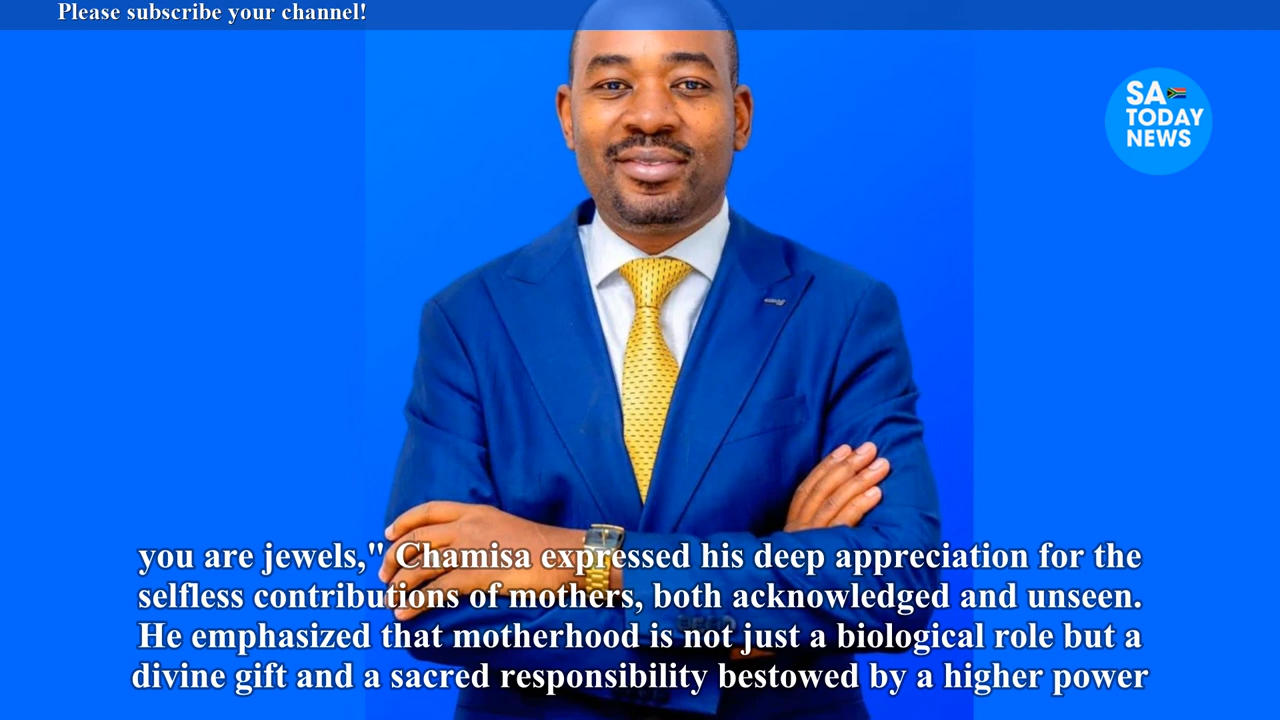 Please subscribe your channel!
SA
TODAY
NEWS
you are jewels," Chamisa expressed his deep appreciation for the
selfless contributions of mothers, both acknowledged and unseen.
He emphasized that motherhood is not just a biological role but a
divine gift and a sacred responsibility bestowed by a higher power